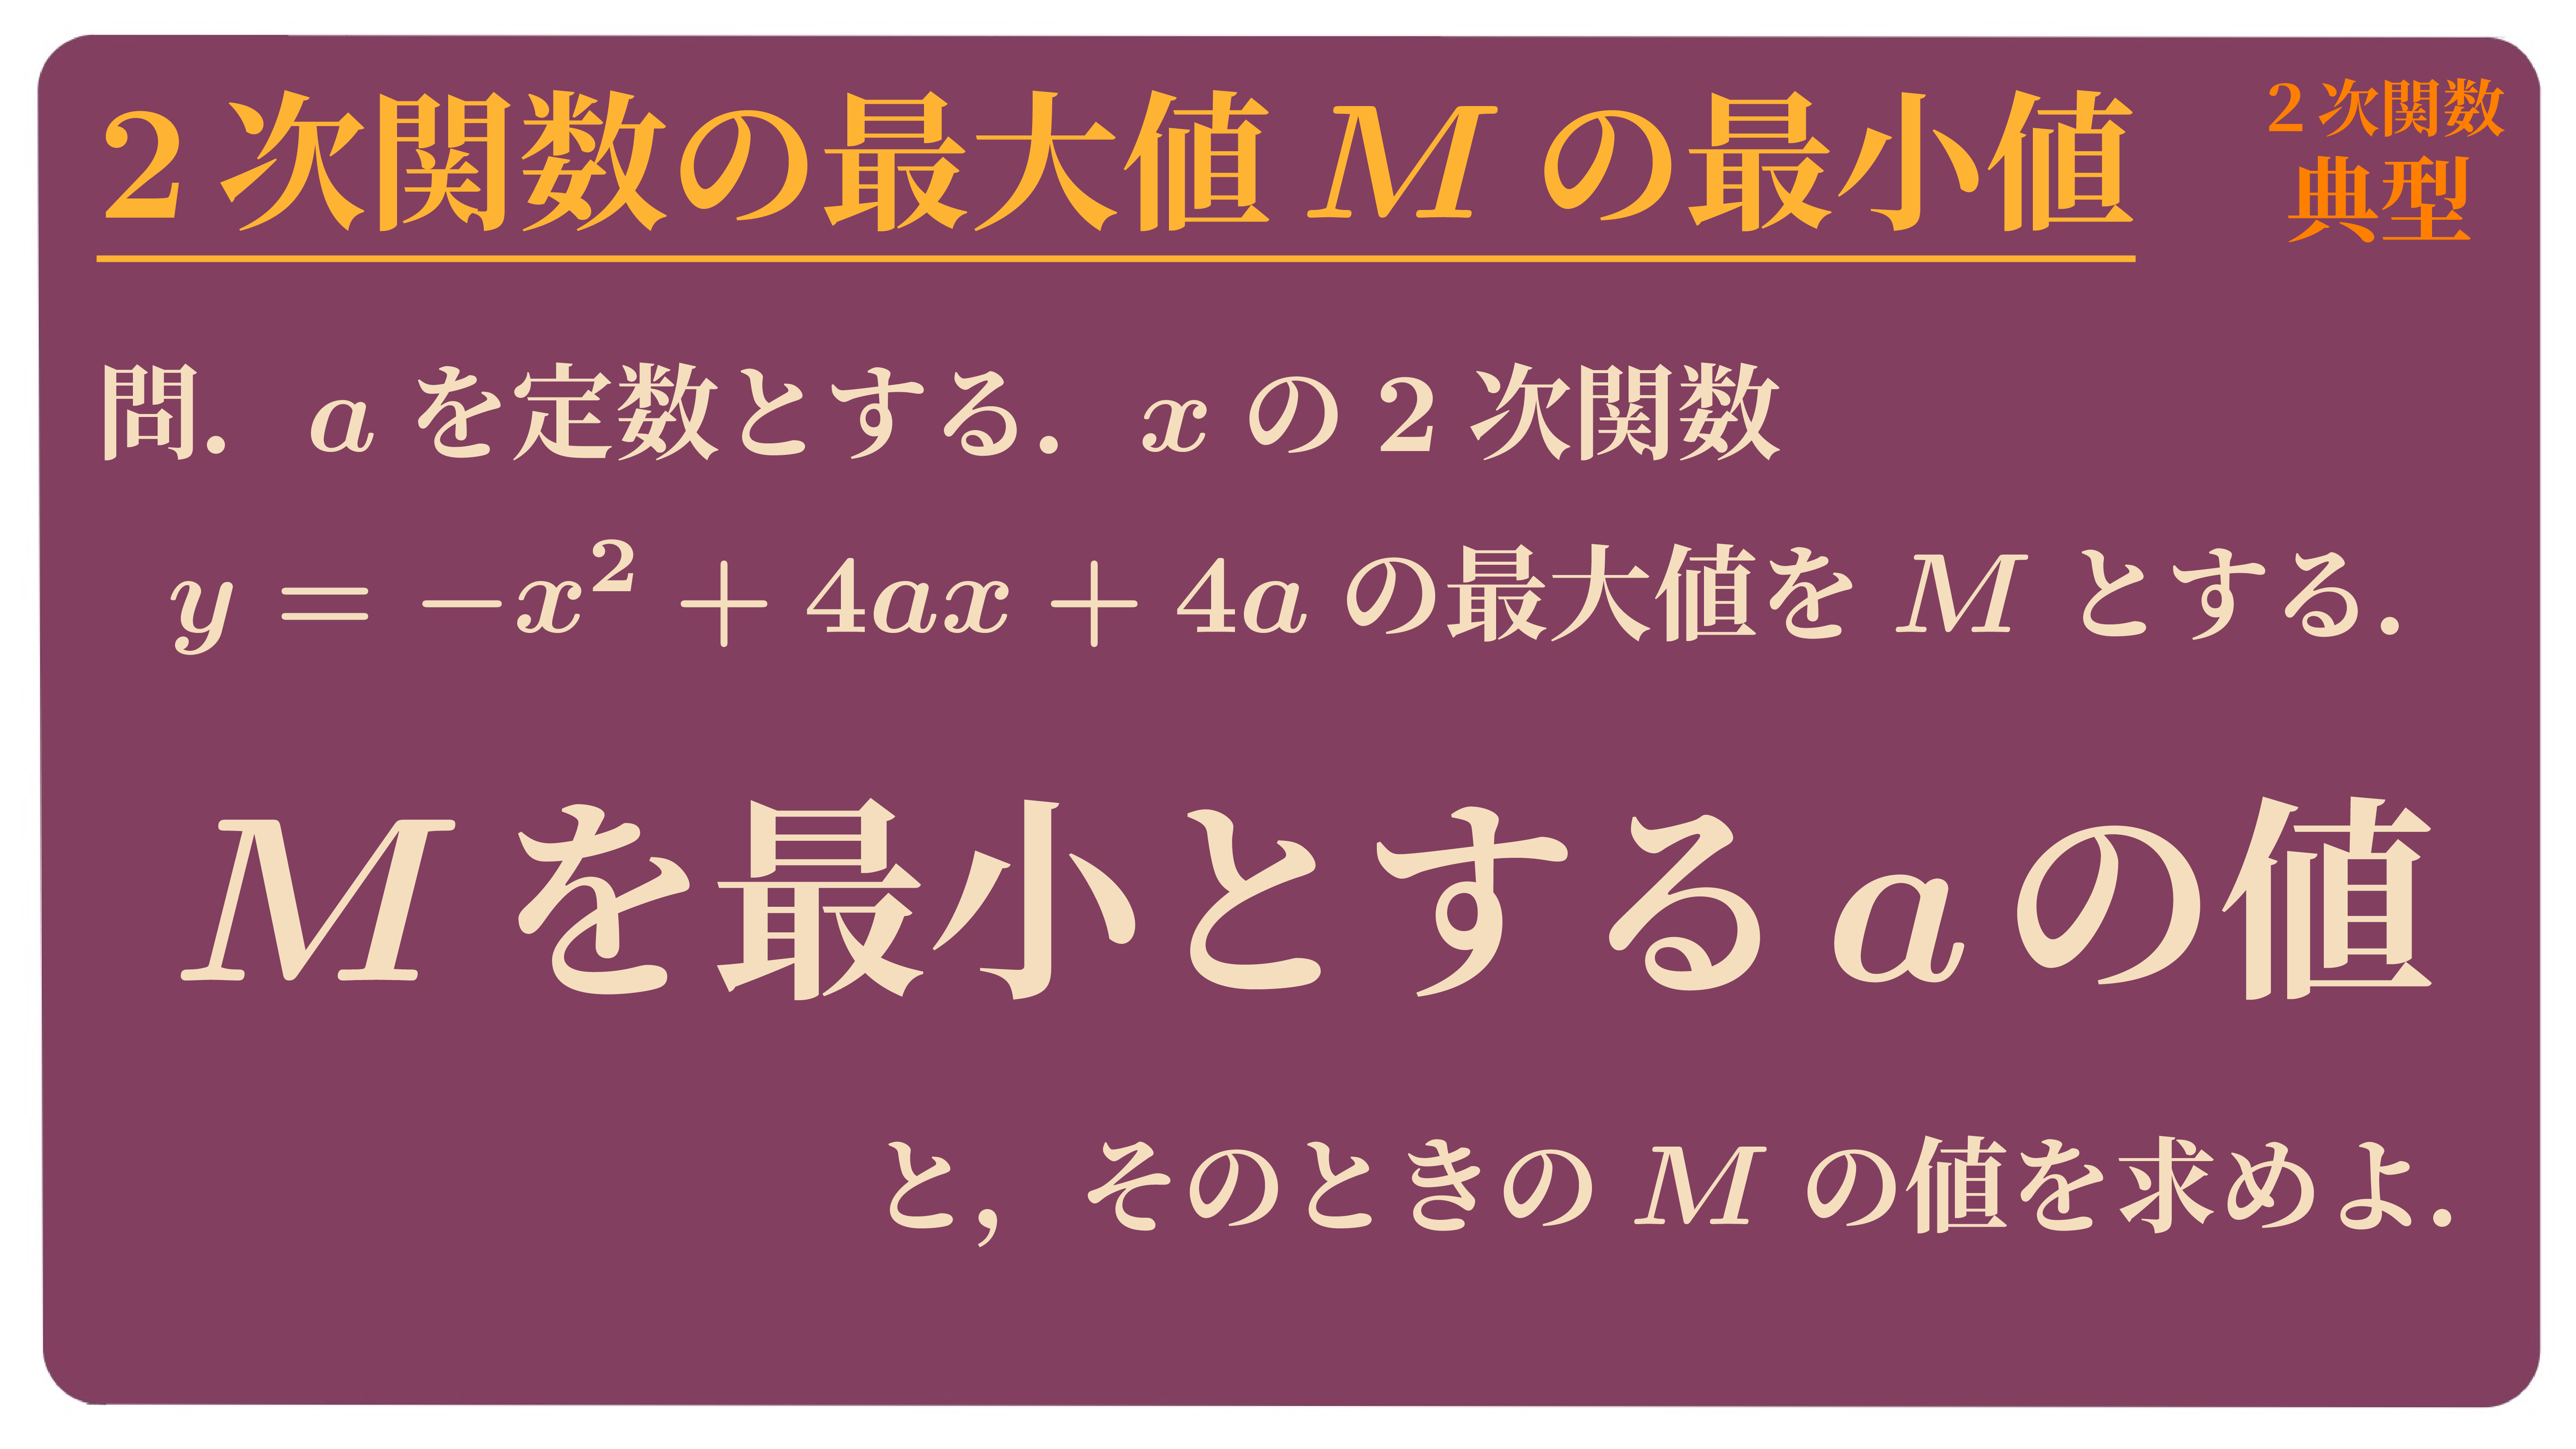 2次関数の最大値 M の最小値
2次関数
典型
問．a を定数とする．x の 2 次関数
y = −x² + 4ax + 4a の最大値を M とする．
M を最小とする a の値
と，そのときの M の値を求めよ．